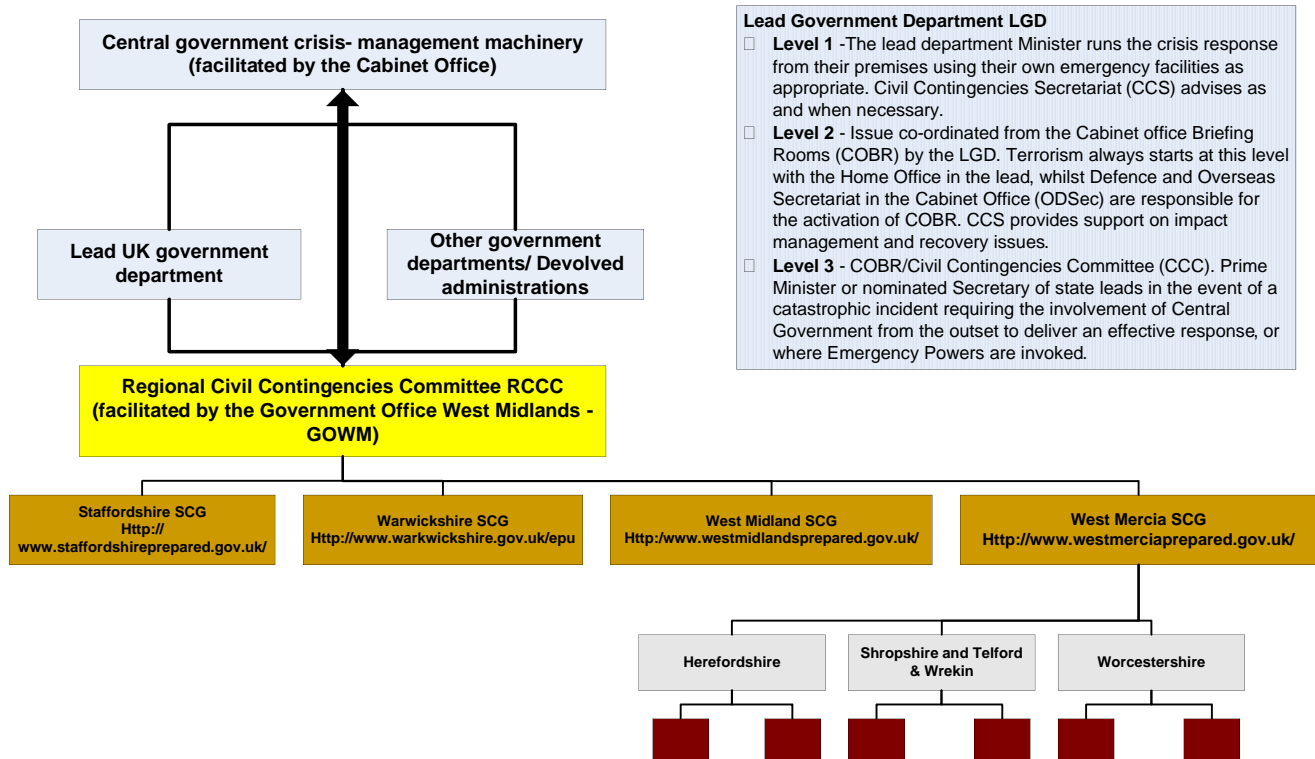 Central government crisis- management machinery
(facilitated by the Cabinet Office)
Lead Government Department LGD
Level 1 -The lead department Minister runs the crisis response
from their premises using their own emergency facilities as
appropriate. Civil Contingencies Secretariat (CCS) advises as
and when necessary.
Level 2 - Issue co-ordinated from the Cabinet office Briefing
Rooms (COBR) by the LGD. Terrorism always starts at this level
with the Home Office in the lead, whilst Defence and Overseas
Secretariat in the Cabinet Office (ODSec) are responsible for
the activation of COBR. CCS provides support on impact
management and recovery issues.
Level 3 - COBR/Civil Contingencies Committee (CCC). Prime
Minister or nominated Secretary of state leads in the event of a
catastrophic incident requiring the involvement of Central
Government from the outset to deliver an effective response, or
where Emergency Powers are invoked.
Lead UK government
department
Other government
departments/ Devolved
administrations
Regional Civil Contingencies Committee RCCC
(facilitated by the Government Office West Midlands -
GOWM)
Staffordshire SCG
Http://
www.staffordshireprepared.gov.uk/
Warwickshire SCG
Http://www.warkwickshire.gov.uk/epu
West Midland SCG
Http:/www.westmidlandsprepared.gov.uk/
West Mercia SCG
Http://www.westmerciaprepared.gov.uk/
Herefordshire
Shropshire and Telford
& Wrekin
Worcestershire